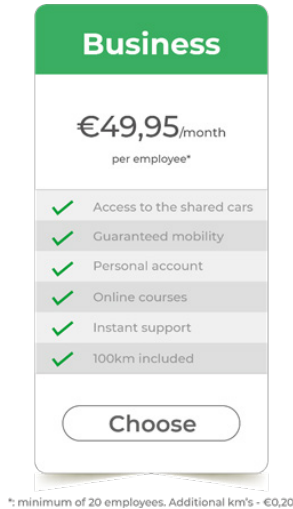 Business
€49,95/month
per employee*
Access to the shared cars
Guaranteed mobility
Personal account
Online courses
Instant support
100km included
Choose
*: minimum of 20 employees. Additional km's - €0,20